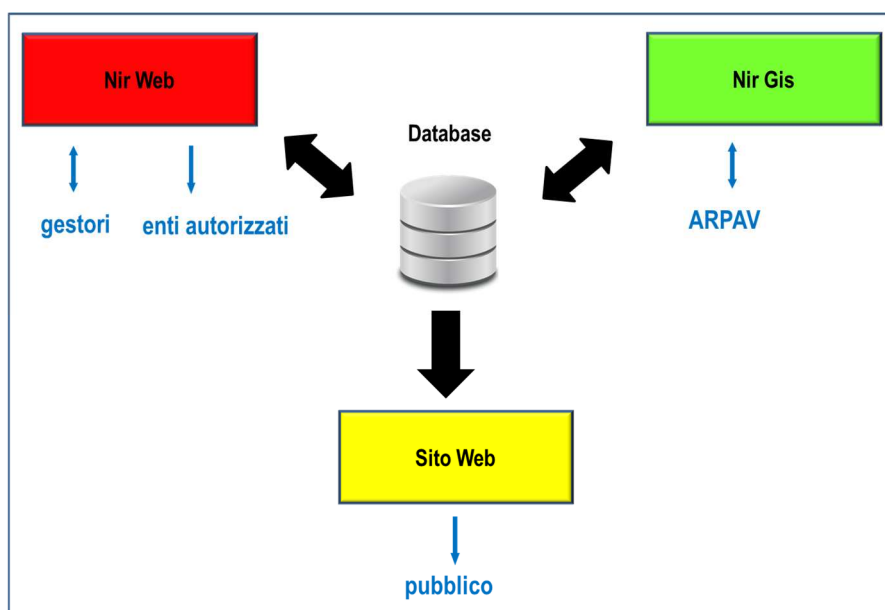 Nir Web
Nir Gis
Database
gestori
enti autorizzati
ARPAV
Sito Web
pubblico